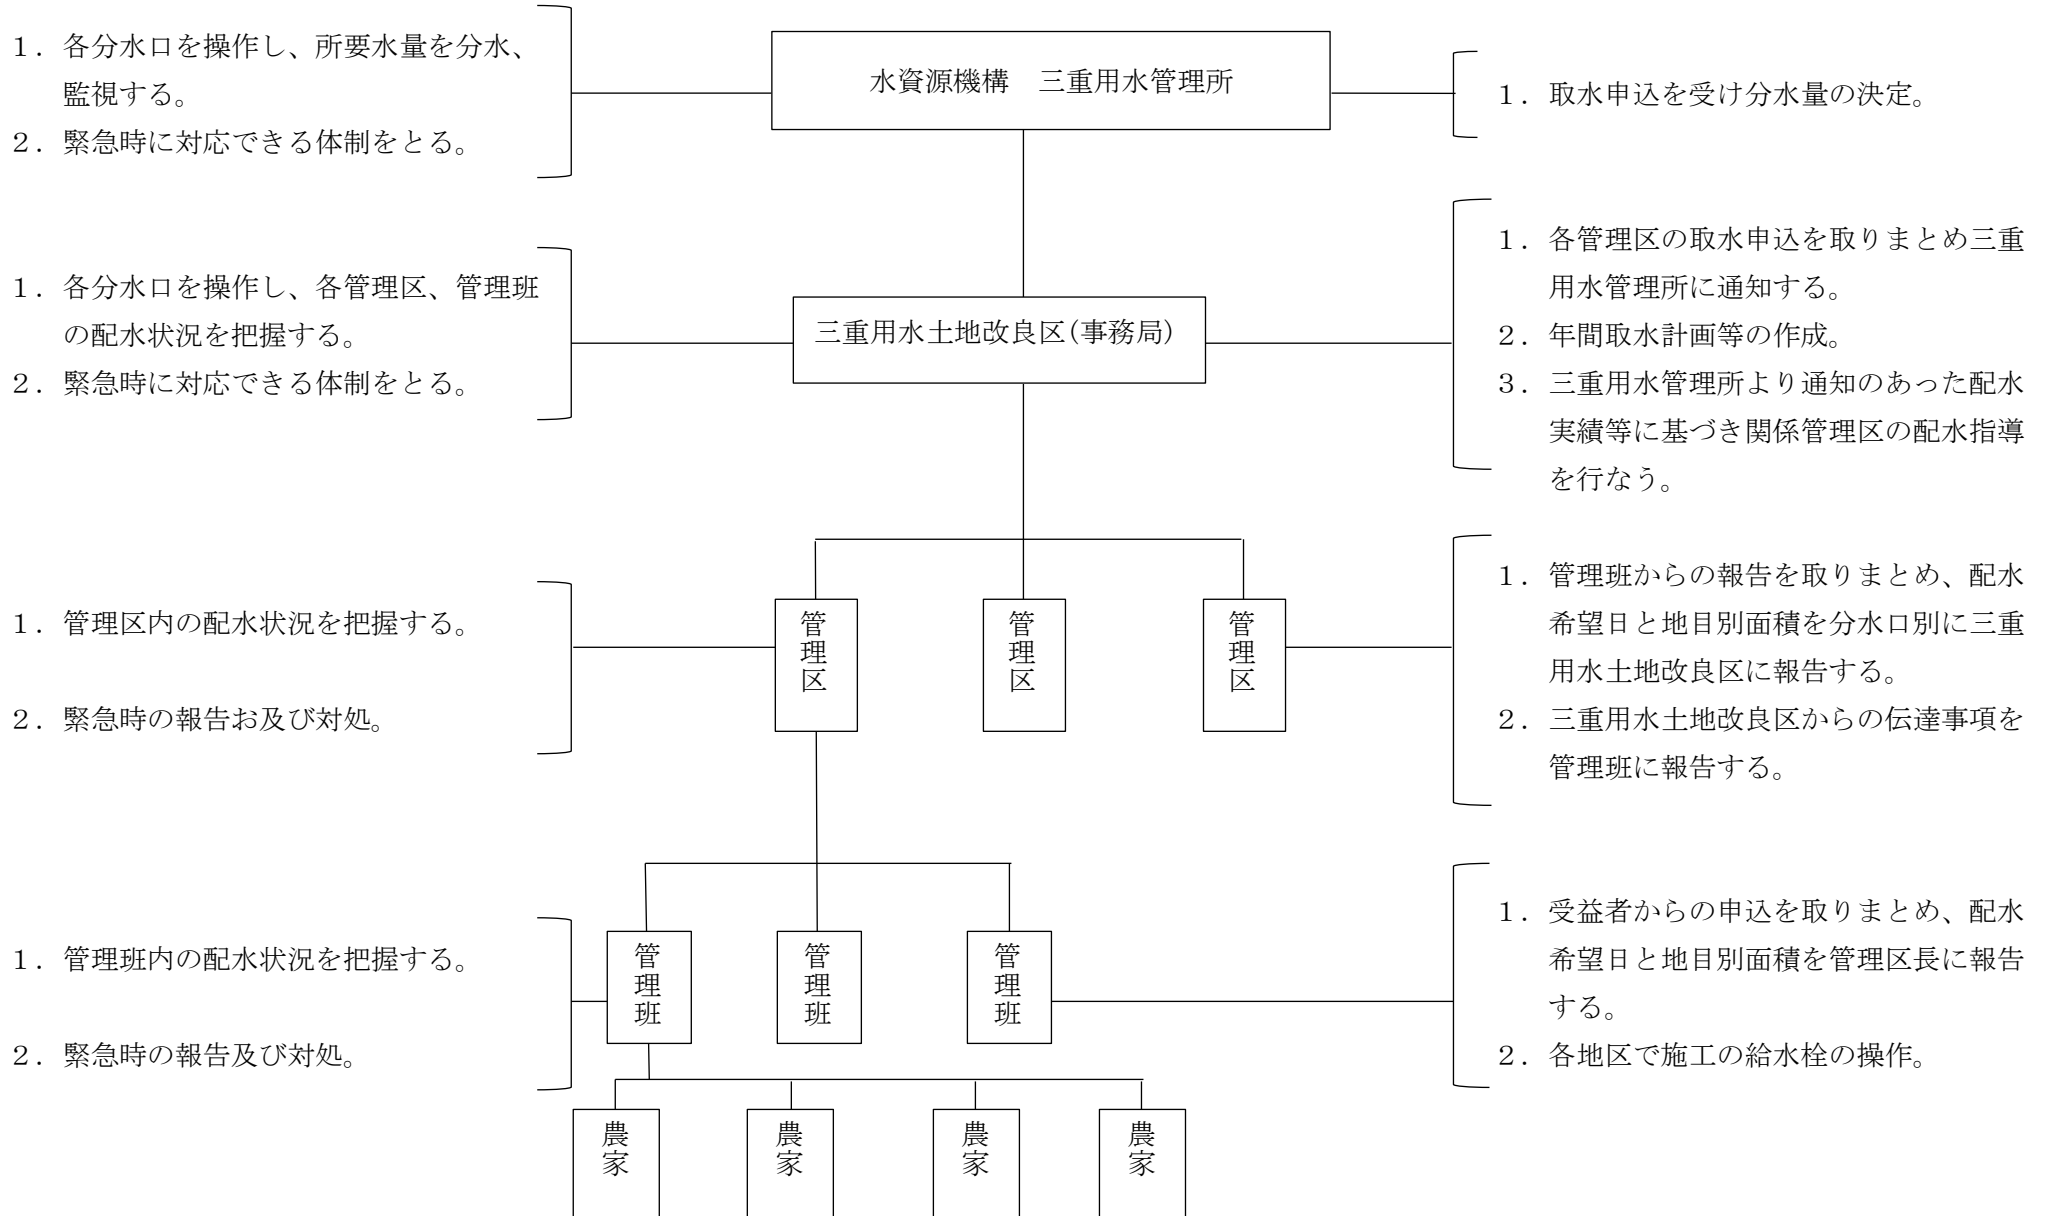 1．各分水口を操作し、所要水量を分水、
監視する。
2．緊急時に対応できる体制をとる。
水資源機構　三重用水管理所
1．取水申込を受け分水量の決定。
1．各分水口を操作し、各管理区、管理班
の配水状況を把握する。
2．緊急時に対応できる体制をとる。
三重用水土地改良区(事務局)
1．各管理区の取水申込を取りまとめ三重
用水管理所に通知する。
2．年間取水計画等の作成。
3．三重用水管理所より通知のあった配水
実績等に基づき関係管理区の配水指導
を行なう。
1．管理区内の配水状況を把握する。
2．緊急時の報告お及び対処。
管理区
管理区
管理区
1．管理班からの報告を取りまとめ、配水
希望日と地目別面積を分水口別に三重
用水土地改良区に報告する。
2．三重用水土地改良区からの伝達事項を
管理班に報告する。
1．管理班内の配水状況を把握する。
2．緊急時の報告及び対処。
管理班
管理班
管理班
1．受益者からの申込を取りまとめ、配水
希望日と地目別面積を管理区長に報告
する。
2．各地区で施工の給水栓の操作。
農家
農家
農家
農家